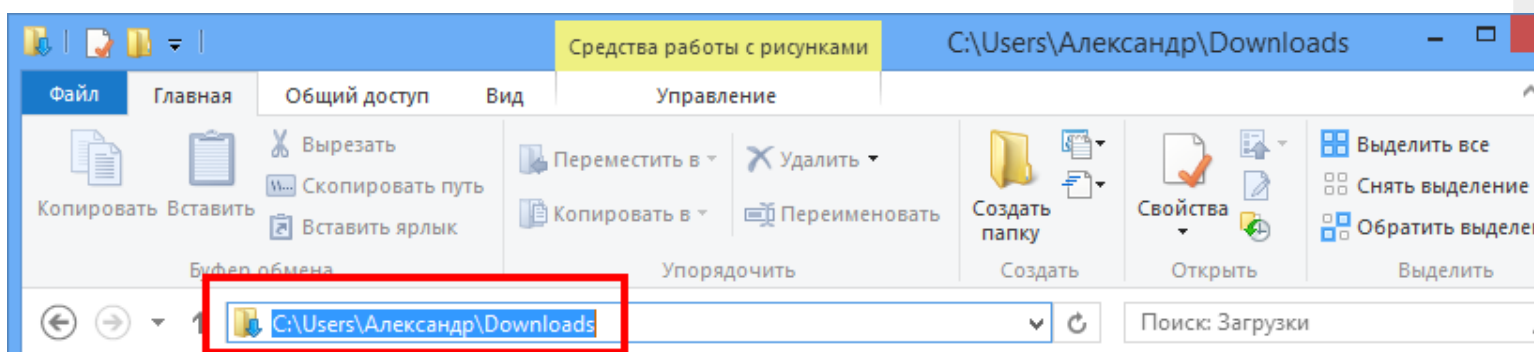 Средства работы с рисунками
C:\Users\Александр\Downloads
Файл Главная Общий доступ Вид Управление
Копировать
Вставить
Вырезать
Скопировать путь
Вставить ярлык
Буфер обмена
Переместить в
Копировать в
Удалить
Переименовать
Упорядочить
Создать
папку
Создать
Свойства
Открыть
Выделить все
Снять выделение
Обратить выделе
Выделить
C:\Users\Александр\Downloads
Поиск: Загрузки